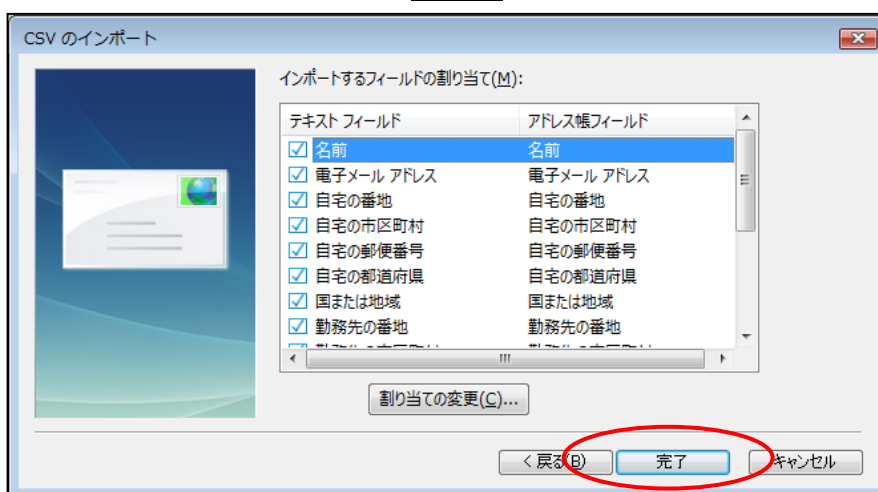 CSV のインポート
インポートするフィールドの割り当て(M):
テキスト フィールド アドレス帳フィールド
名前 名前
電子メール アドレス 電子メール アドレス
自宅の番地 自宅の番地
自宅の市区町村 自宅の市区町村
自宅の郵便番号 自宅の郵便番号
自宅の都道府県 自宅の都道府県
国または地域 国または地域
勤務先の番地 勤務先の番地
割り当ての変更(C)...
< 戻る(B) 完了 キャンセル